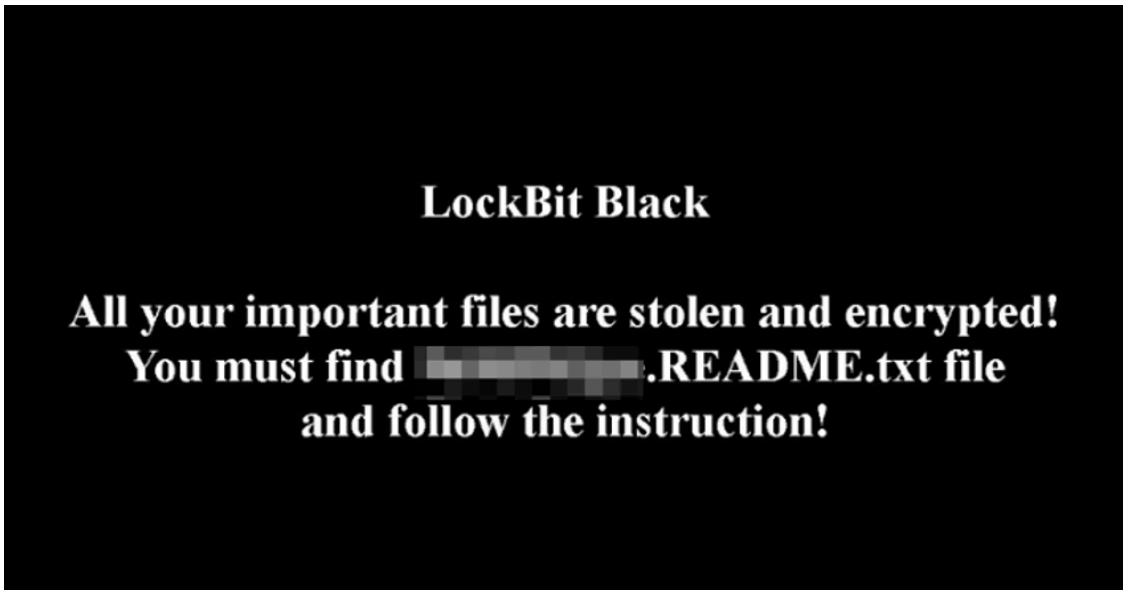 LockBit Black
All your important files are stolen and encrypted!
You must find .README.txt file
and follow the instruction!